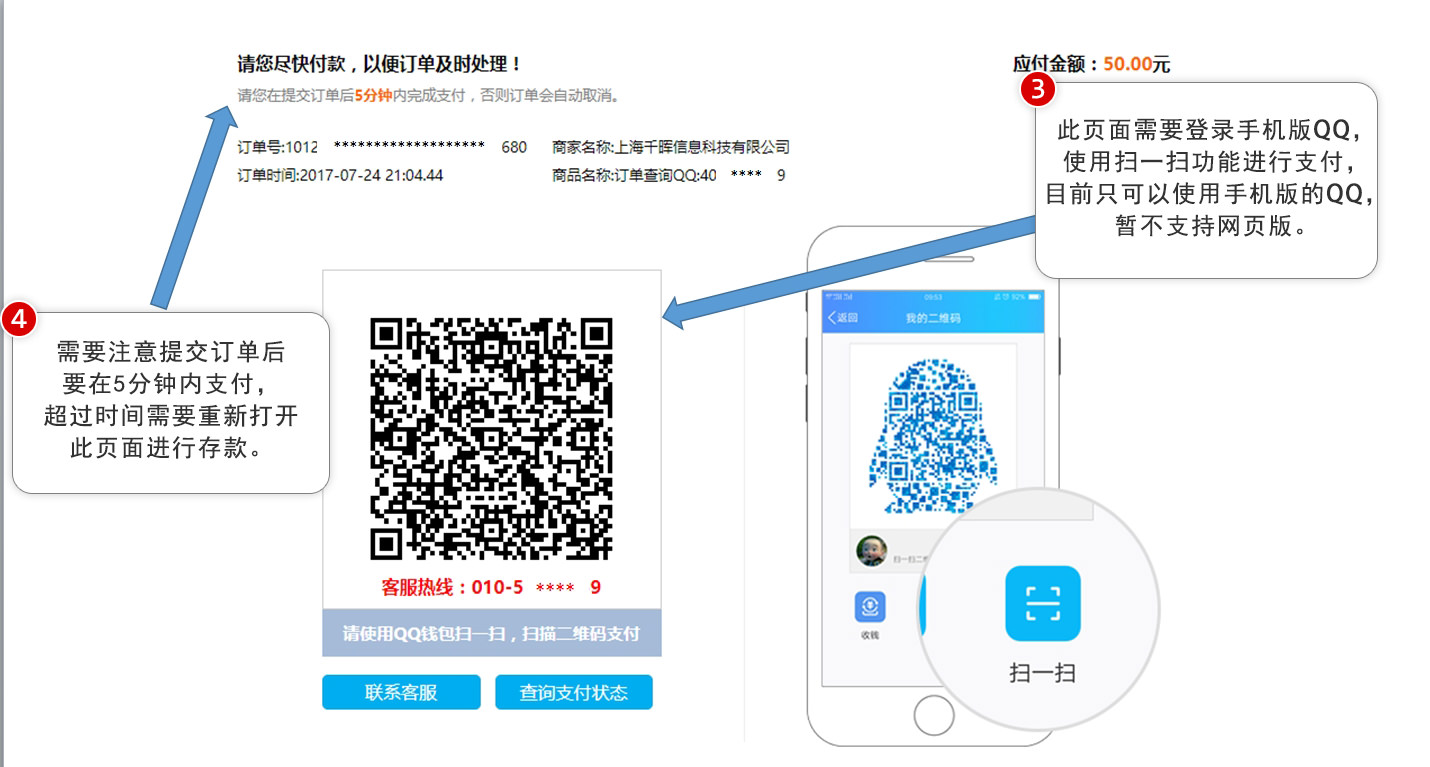 请您尽快付款，以便订单及时处理！
应付金额：50.00元
请您在提交订单后5分钟内完成支付，否则订单会自动取消。
订单号:1012 ******************* 680 商家名称:上海千晖信息科技有限公司
订单时间:2017-07-24 21:04.44 商品名称:订单查询QQ:40 **** 9
3
此页面需要登录手机版QQ，
使用扫一扫功能进行支付，
目前只可以使用手机版的QQ，
暂不支持网页版。
4
需要注意提交订单后
要在5分钟内支付，
超过时间需要重新打开
此页面进行存款。
客服热线：010-5 **** 9
请使用QQ钱包扫一扫，扫描二维码支付
联系客服 查询支付状态
09:53 92%
返回 我的二维码
扫一扫二
收钱
扫一扫